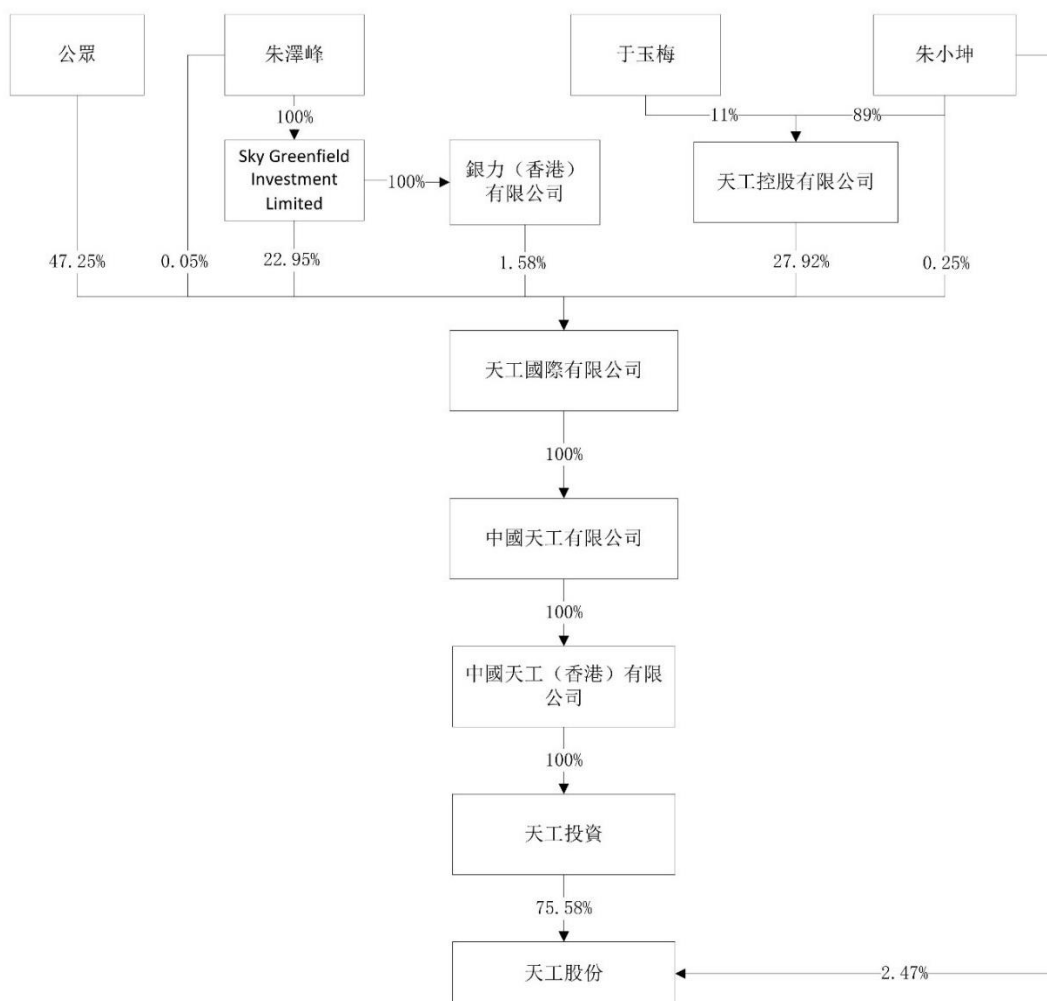 公眾
朱澤峰
于玉梅
朱小坤
100%
11%
89%
Sky Greenfield
Investment
Limited
100%
銀力（香港）
有限公司
天工控股有限公司
47.25%
0.05%
22.95%
1.58%
27.92%
0.25%
天工國際有限公司
100%
中國天工有限公司
100%
中國天工（香港）有限
公司
100%
天工投資
75.58%
天工股份
2.47%